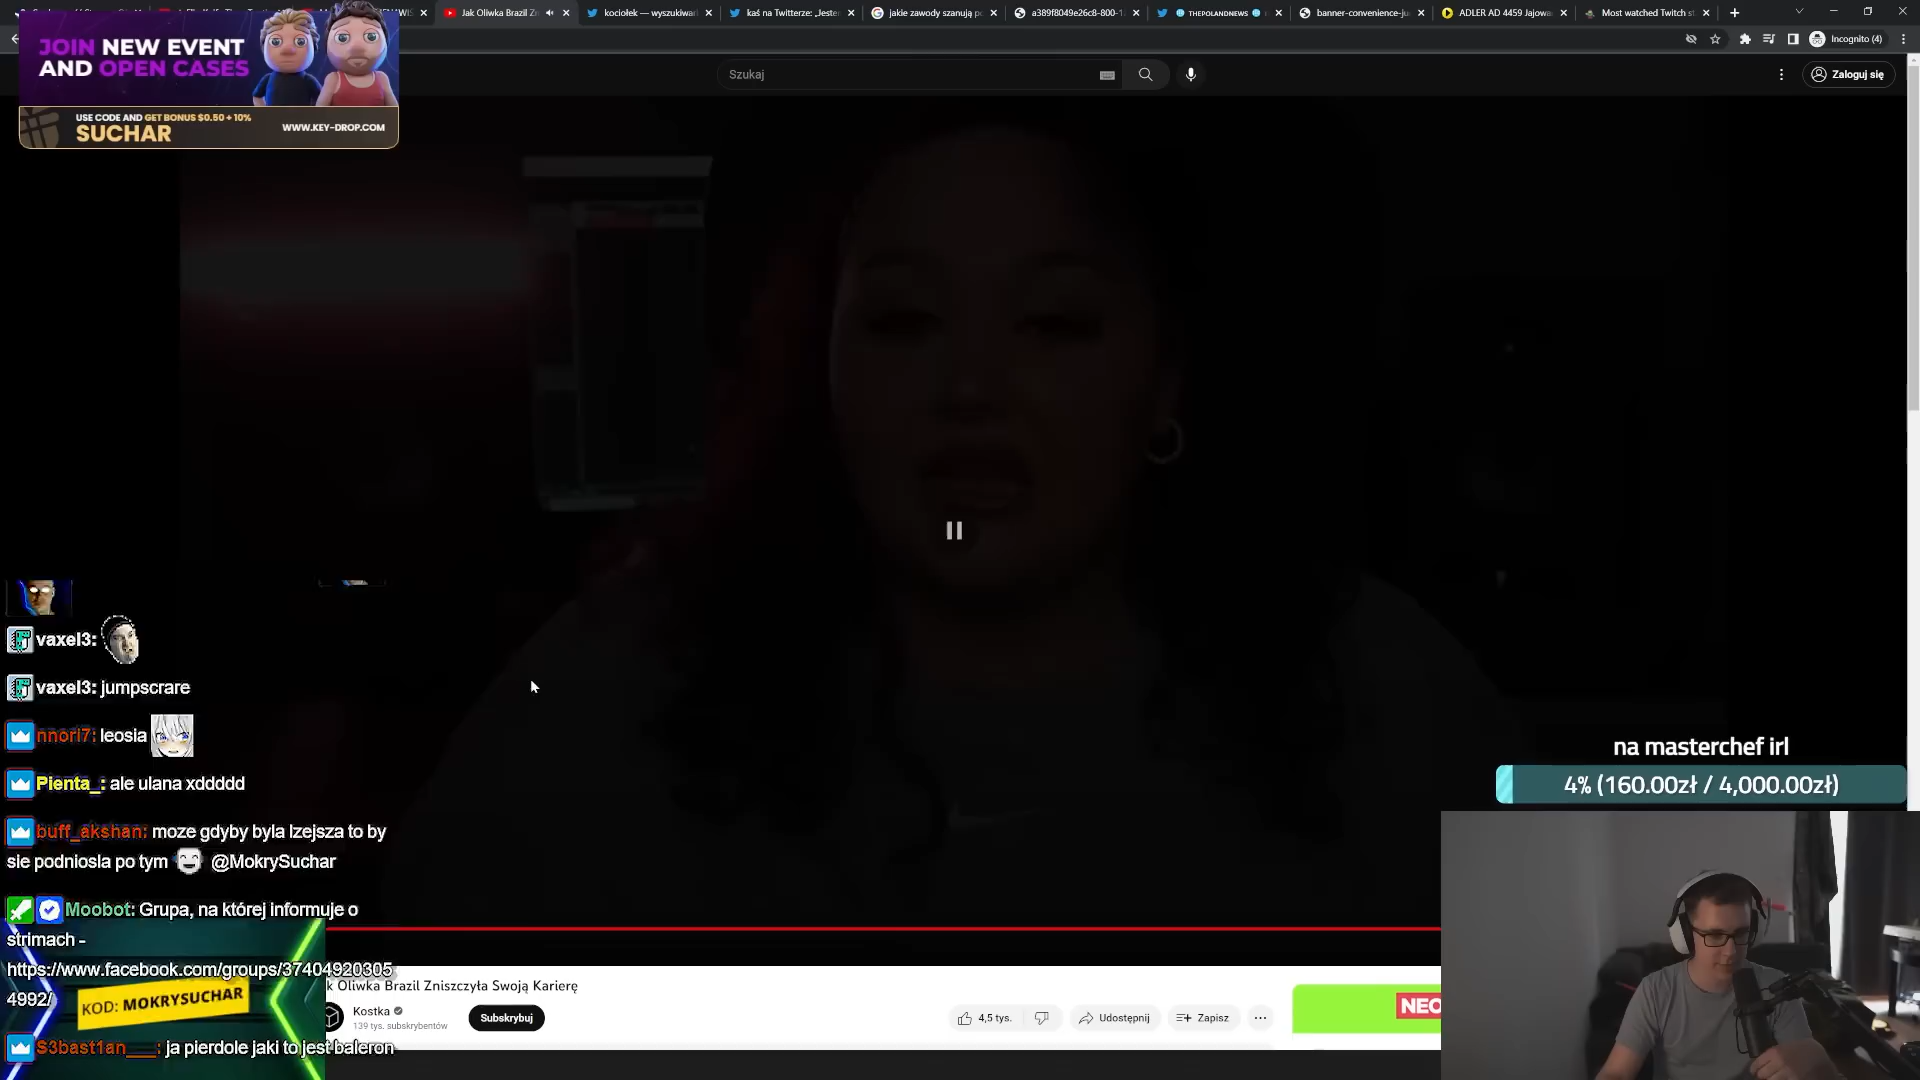 Jak Oliwka Brazil Zn
kociołek — wyszukiwar
kaś na Twitterze: „Jeste
jakie zawody szanują p
a389f8049e26c8-800-1
THEPOLANDNEWS
banner-convenience-ju
ADLER AD 4459 Jajowa
Most watched Twitch st
Incognito (4)
JOIN NEW EVENT
AND OPEN CASES
USE CODE AND GET BONUS $0.50 + 10%
SUCHAR
WWW.KEY-DROP.COM
Szukaj
Zaloguj się
vaxel3:
vaxel3: jumpscrare
nnori7: leosia
Pienta_: ale ulana xddddd
buff_akshan: moze gdyby byla lzejsza to by
sie podniosla po tym @MokrySuchar
Moobot: Grupa, na której informuje o
strimach -
https://www.facebook.com/groups/37404920305
4992/
KOD: MOKRYSUCHAR
S3bast1an___: ja pierdole jaki to jest baleron
na masterchef irl
4% (160.00zł / 4,000.00zł)
k Oliwka Brazil Zniszczyła Swoją Karierę
Kostka
139 tys. subskrybentów
Subskrybuj
4,5 tys.
Udostępnij
Zapisz
NEO